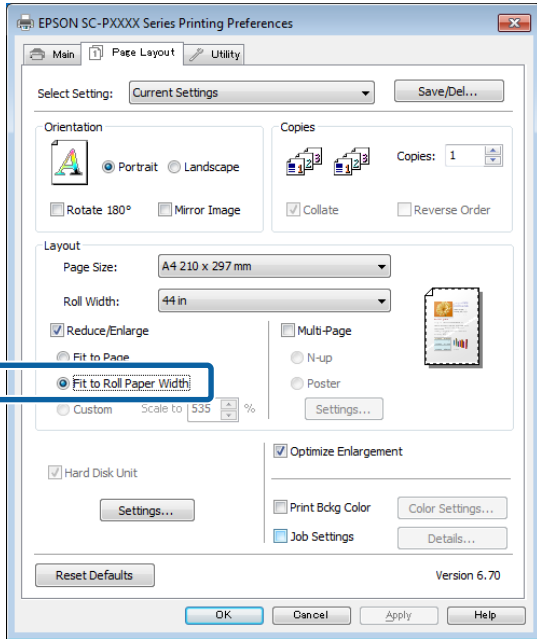 EPSON SC-PXXXX Series Printing Preferences
Main Page Layout Utility
Select Setting: Current Settings Save/Del...
Orientation Copies
Portrait Landscape Copies: 1
Rotate 180° Mirror Image Collate Reverse Order
Layout
Page Size: A4 210 x 297 mm
Roll Width: 44 in
Reduce/Enlarge Multi-Page
Fit to Page N-up
Fit to Roll Paper Width Poster
Custom Scale to 535 % Settings...
Optimize Enlargement
Hard Disk Unit
Settings... Print Bckg Color Color Settings...
Job Settings Details...
Reset Defaults Version 6.70
OK Cancel Apply Help